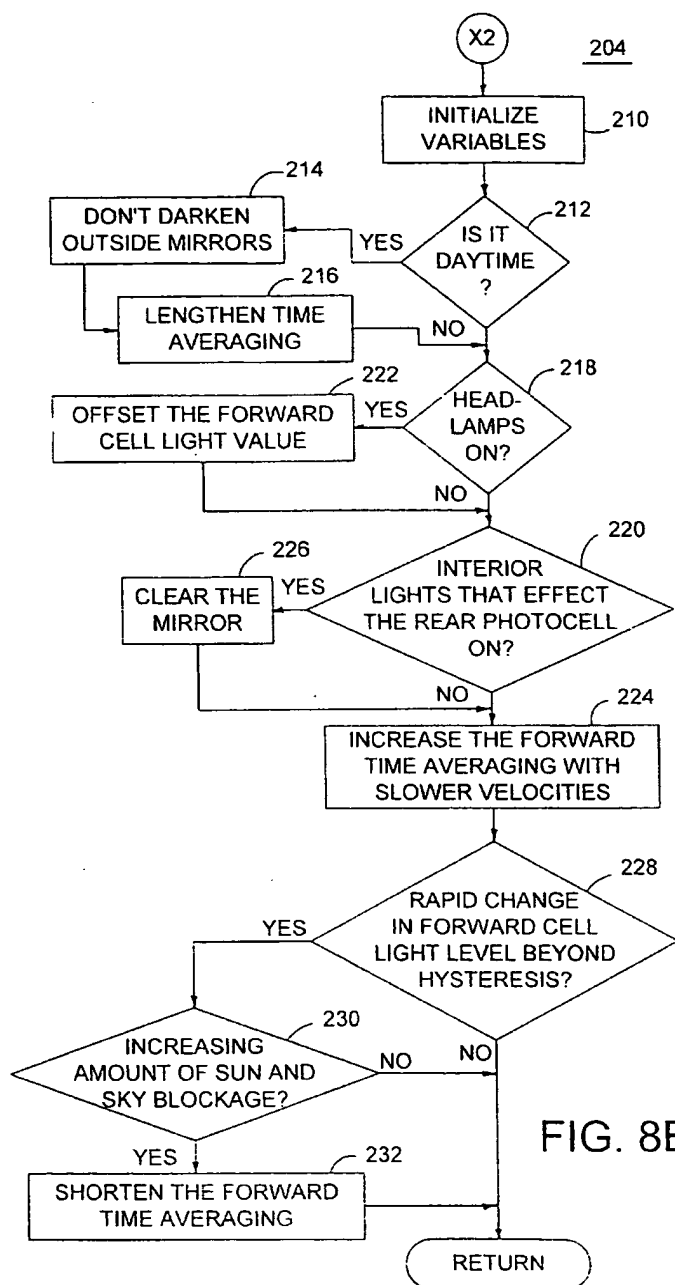 X2
204
INITIALIZE
VARIABLES
210
214
DON'T DARKEN
OUTSIDE MIRRORS
YES
212
IS IT
DAYTIME
?
216
LENGTHEN TIME
AVERAGING
NO
218
222
OFFSET THE FORWARD
CELL LIGHT VALUE
YES
HEAD-
LAMPS
ON?
NO
220
226
CLEAR THE
MIRROR
YES
INTERIOR
LIGHTS THAT EFFECT
THE REAR PHOTOCELL
ON?
NO
224
INCREASE THE FORWARD
TIME AVERAGING WITH
SLOWER VELOCITIES
228
YES
RAPID CHANGE
IN FORWARD CELL
LIGHT LEVEL BEYOND
HYSTERESIS?
230
INCREASING
AMOUNT OF SUN AND
SKY BLOCKAGE?
NO
NO
YES
232
SHORTEN THE FORWARD
TIME AVERAGING
RETURN